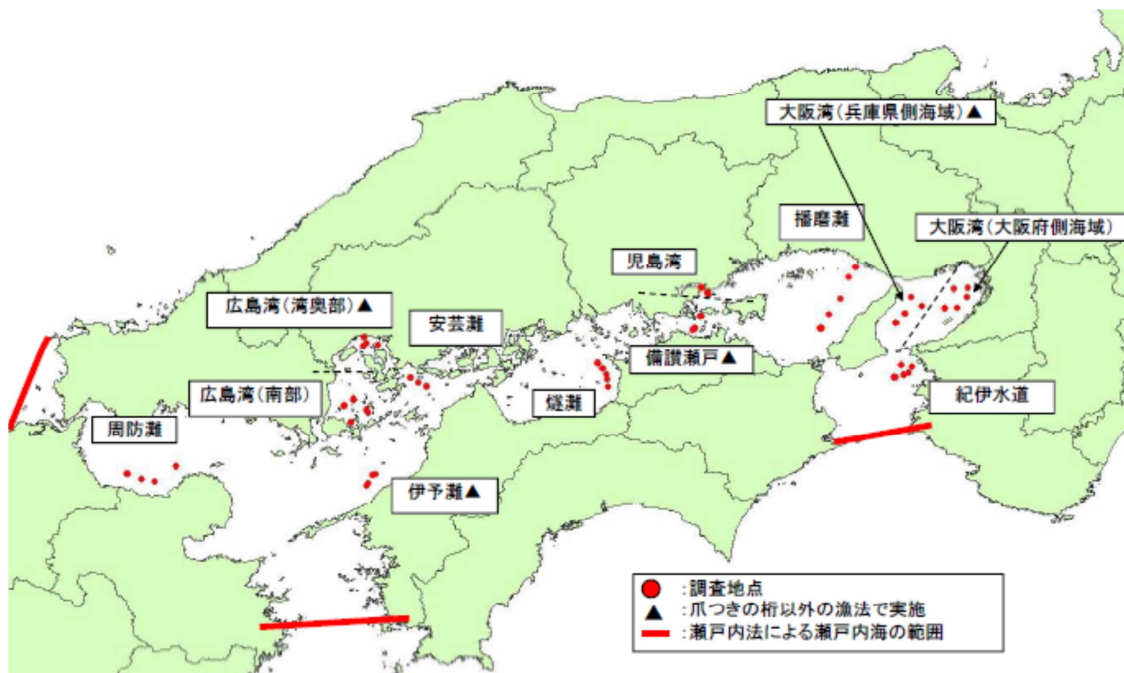 大阪湾（兵庫県側海域）▲
播磨灘
大阪湾（大阪府側海域）
児島湾
広島湾（湾奥部）▲
安芸灘
備讃瀬戸▲
広島湾（南部）
燧灘
紀伊水道
周防灘
伊予灘▲
：調査地点
▲：爪つきの桁以外の漁法で実施
：瀬戸内法による瀬戸内海の範囲